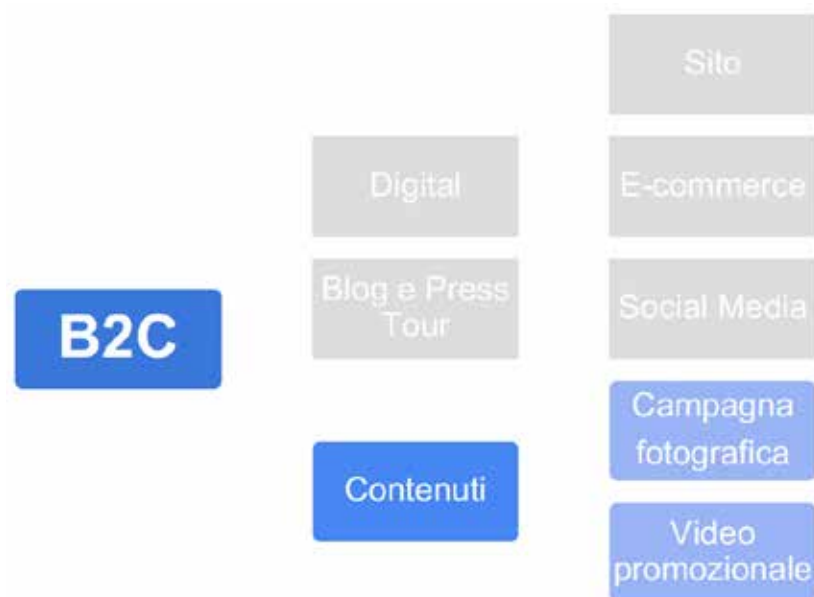 Sito
Digital
E-commerce
Blog e Press
Tour
Social Media
B2C
Campagna
fotografica
Contenuti
Video
promozionale